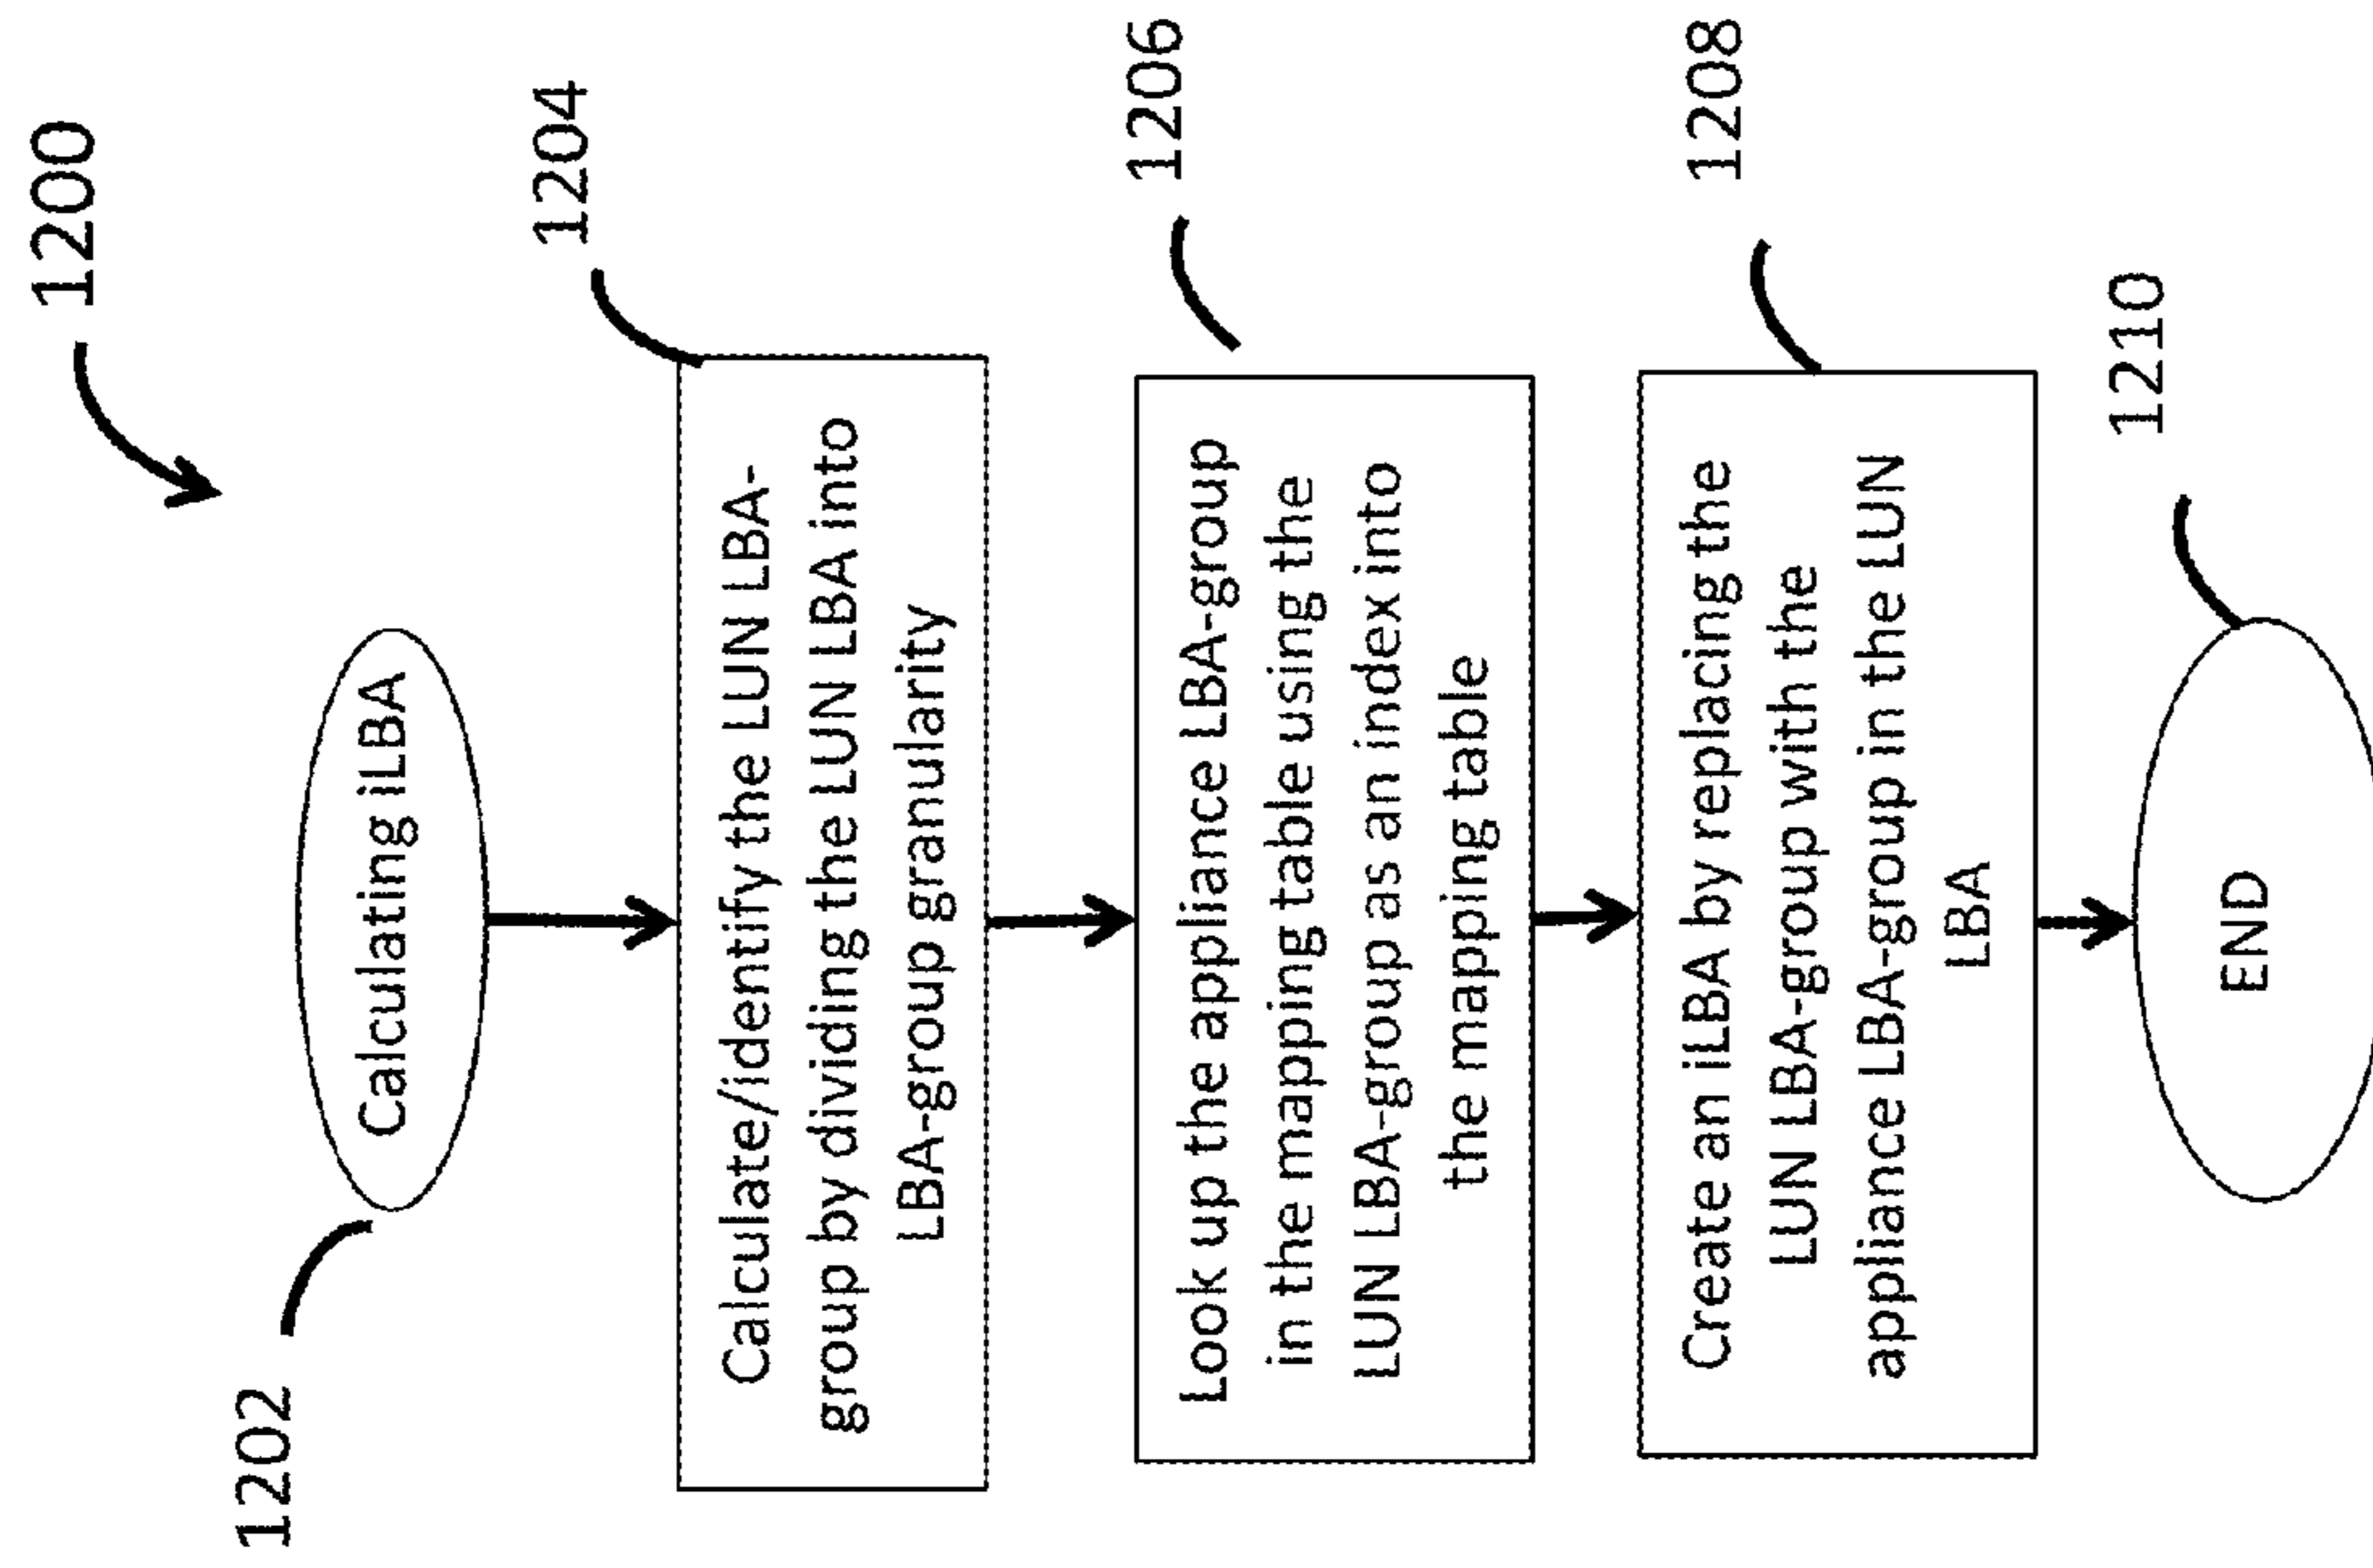 1200
1202
Calculating iLBA
1204
Calculate/identify the LUN LBA-
group by dividing the LUN LBA into
LBA-group granularity
1206
Look up the appliance LBA-group
in the mapping table using the
LUN LBA-group as an index into
the mapping table
1208
Create an iLBA by replacing the
LUN LBA-group with the
appliance LBA-group in the LUN
LBA
1210
END